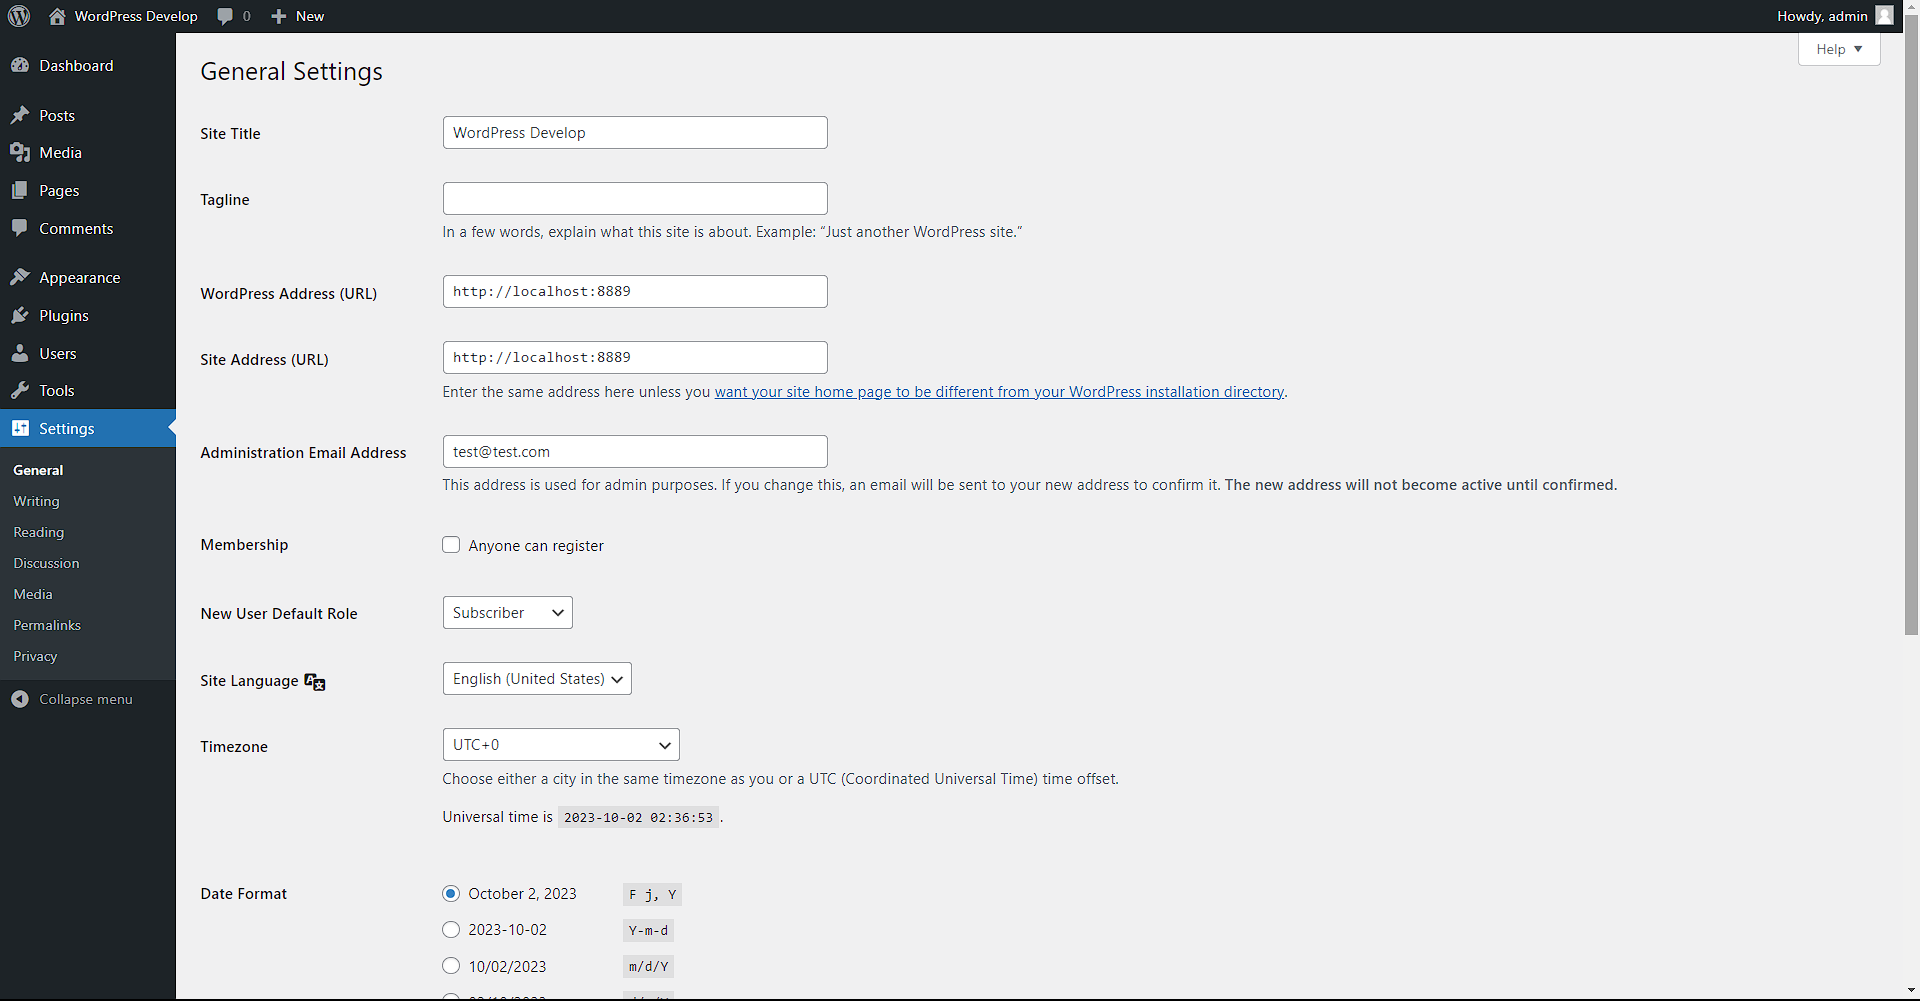 WordPress Develop 0 New Howdy, admin
Help
Dashboard
Posts
Media
Pages
Comments
Appearance
Plugins
Users
Tools
Settings
General
Writing
Reading
Discussion
Media
Permalinks
Privacy
Collapse menu
General Settings
Site Title WordPress Develop
Tagline
In a few words, explain what this site is about. Example: “Just another WordPress site.”
WordPress Address (URL) http://localhost:8889
Site Address (URL) http://localhost:8889
Enter the same address here unless you want your site home page to be different from your WordPress installation directory.
Administration Email Address test@test.com
This address is used for admin purposes. If you change this, an email will be sent to your new address to confirm it. The new address will not become active until confirmed.
Membership Anyone can register
New User Default Role Subscriber
Site Language English (United States)
Timezone UTC+0
Choose either a city in the same timezone as you or a UTC (Coordinated Universal Time) time offset.
Universal time is 2023-10-02 02:36:53 .
Date Format October 2, 2023 F j, Y
2023-10-02 Y-m-d
10/02/2023 m/d/Y